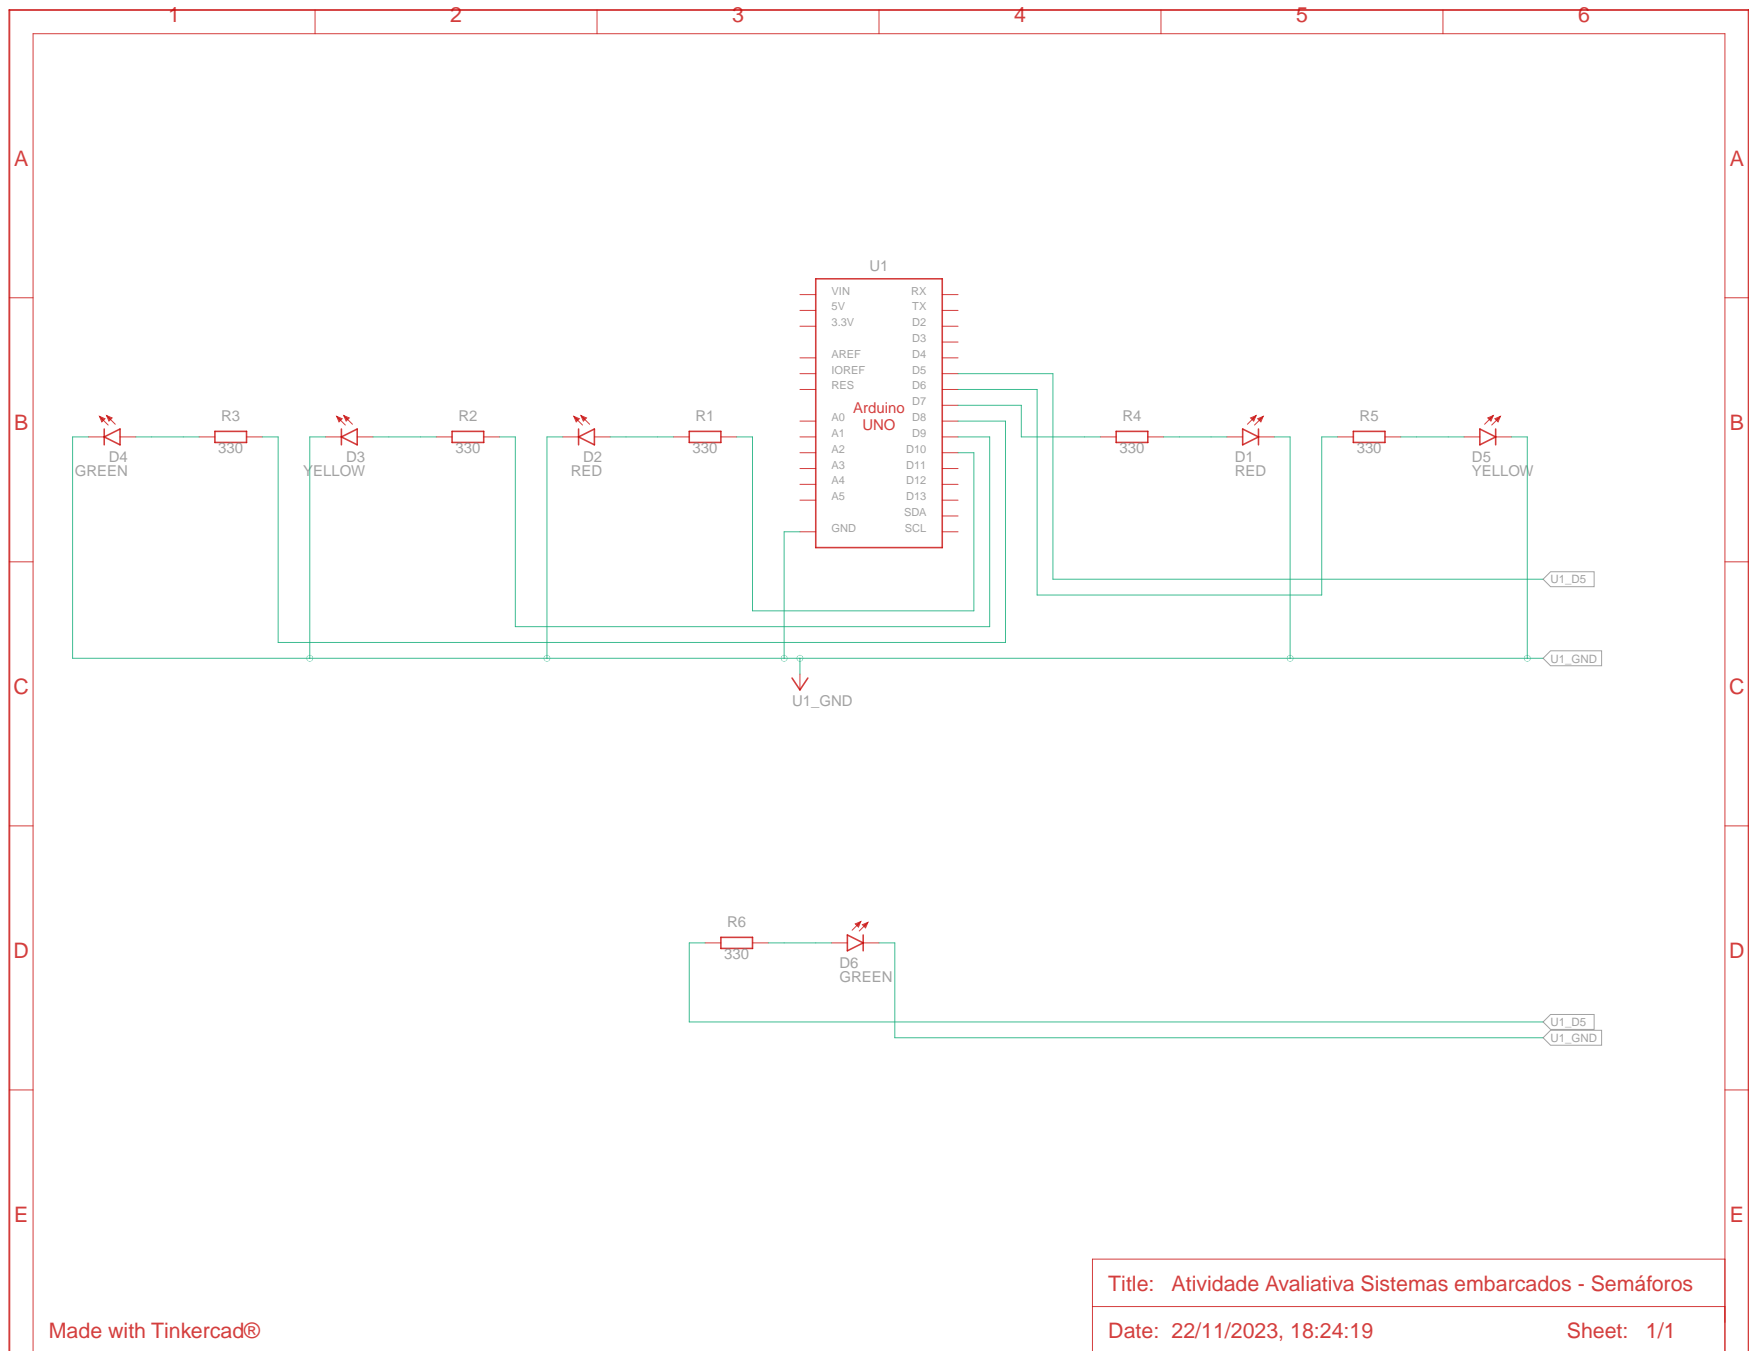 1 2 3 4 5 6
A A
U1
VIN RX
5V TX
3.3V D2
D3
AREF D4
IOREF D5
RES D6
D7
A0 D8
A1 D9
A2 D10
A3 D11
A4 D12
A5 D13
SDA
GND SCL
Arduino
UNO
B B
R3 R2 R1 R4 R5
330 330 330 330 330
D4 D3 D2 D1 D5
GREEN YELLOW RED RED YELLOW
U1_D5
U1_GND
C C
U1_GND
R6
330
D D
D6
GREEN
U1_D5
U1_GND
E E
Title: Atividade Avaliativa Sistemas embarcados - Semáforos
Made with Tinkercad®
Date: 22/11/2023, 18:24:19 Sheet: 1/1